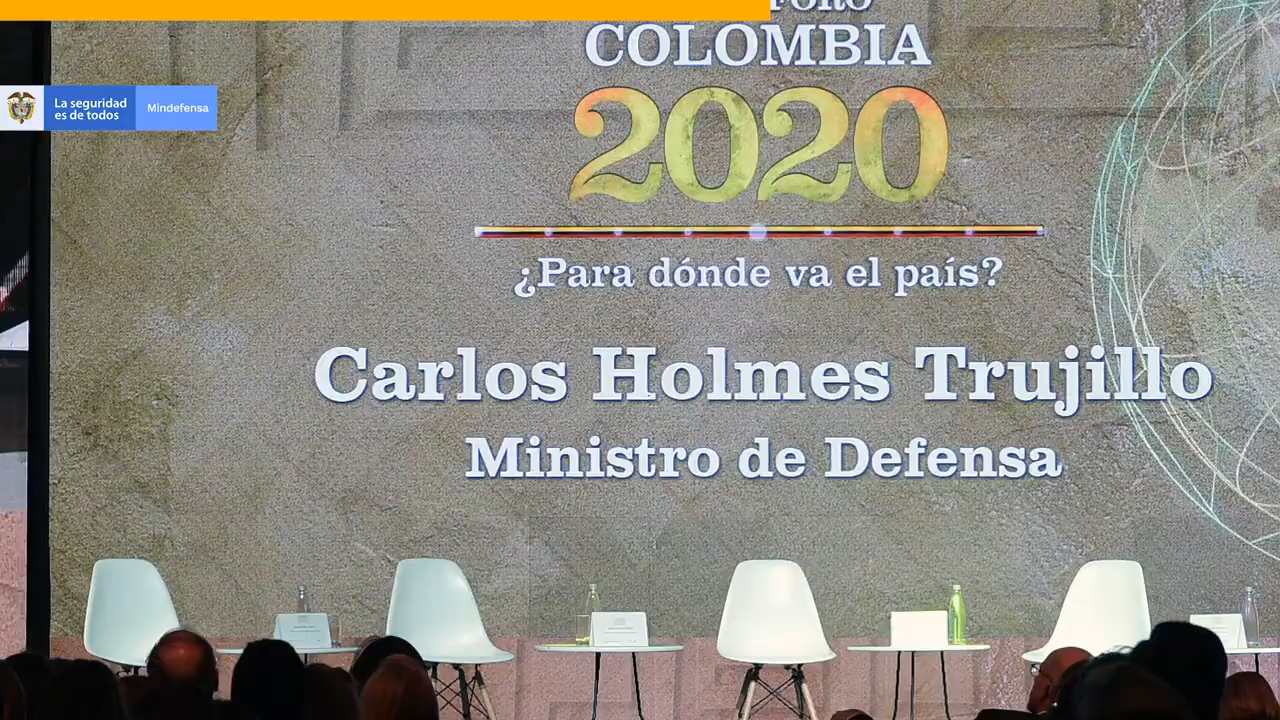 FORO
COLOMBIA
2020
¿Para dónde va el país?
Carlos Holmes Trujillo
Ministro de Defensa
La seguridad
es de todos
Mindefensa